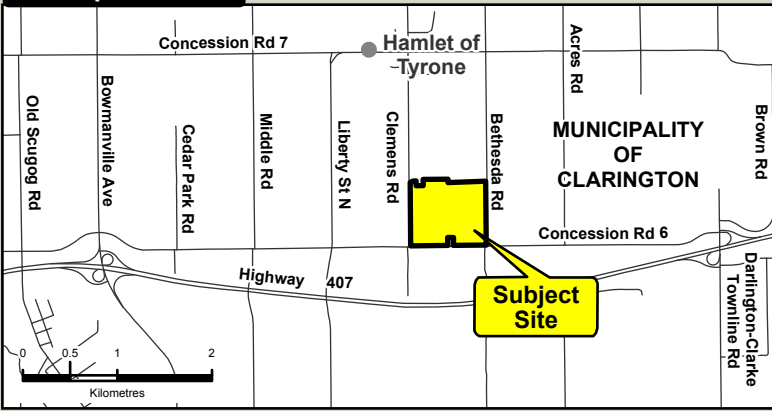 Concession Rd 7
Hamlet of
Tyrone
Old Scugog Rd
Bowmanville Ave
Cedar Park Rd
Middle Rd
Liberty St N
Clemens Rd
Bethesda Rd
Acres Rd
MUNICIPALITY
OF
CLARINGTON
Brown Rd
Concession Rd 6
Highway 407
Subject
Site
Darlington-Clarke
Townline Rd
0 0.5 1 2
Kilometres